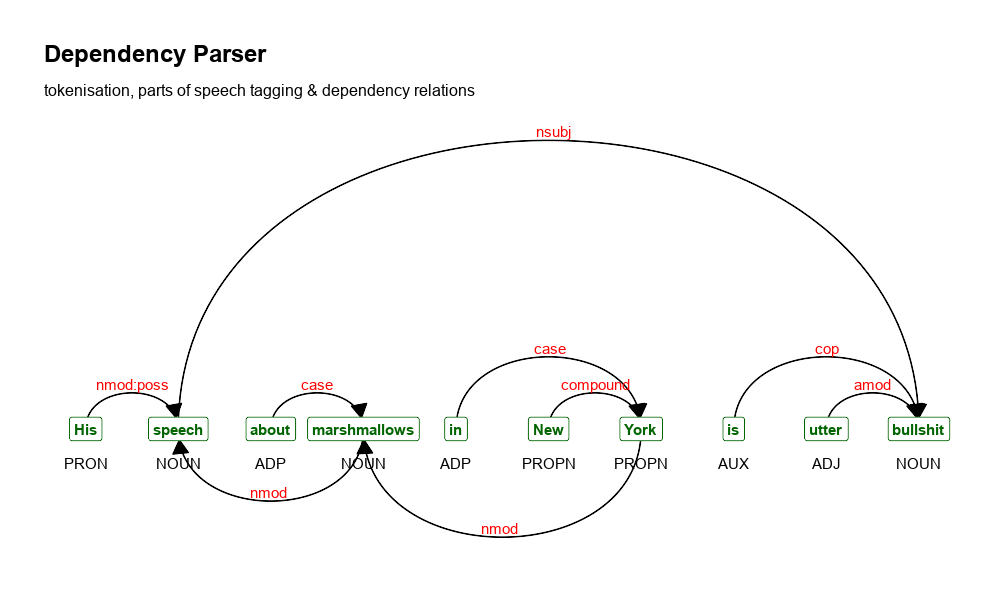 Dependency Parser
tokenisation, parts of speech tagging & dependency relations
nsubj
case cop
nmod:poss case compound amod
His speech about marshmallows in New York is utter bullshit
PRON NOUN ADP NOUN ADP PROPN PROPN AUX ADJ NOUN
nmod
nmod